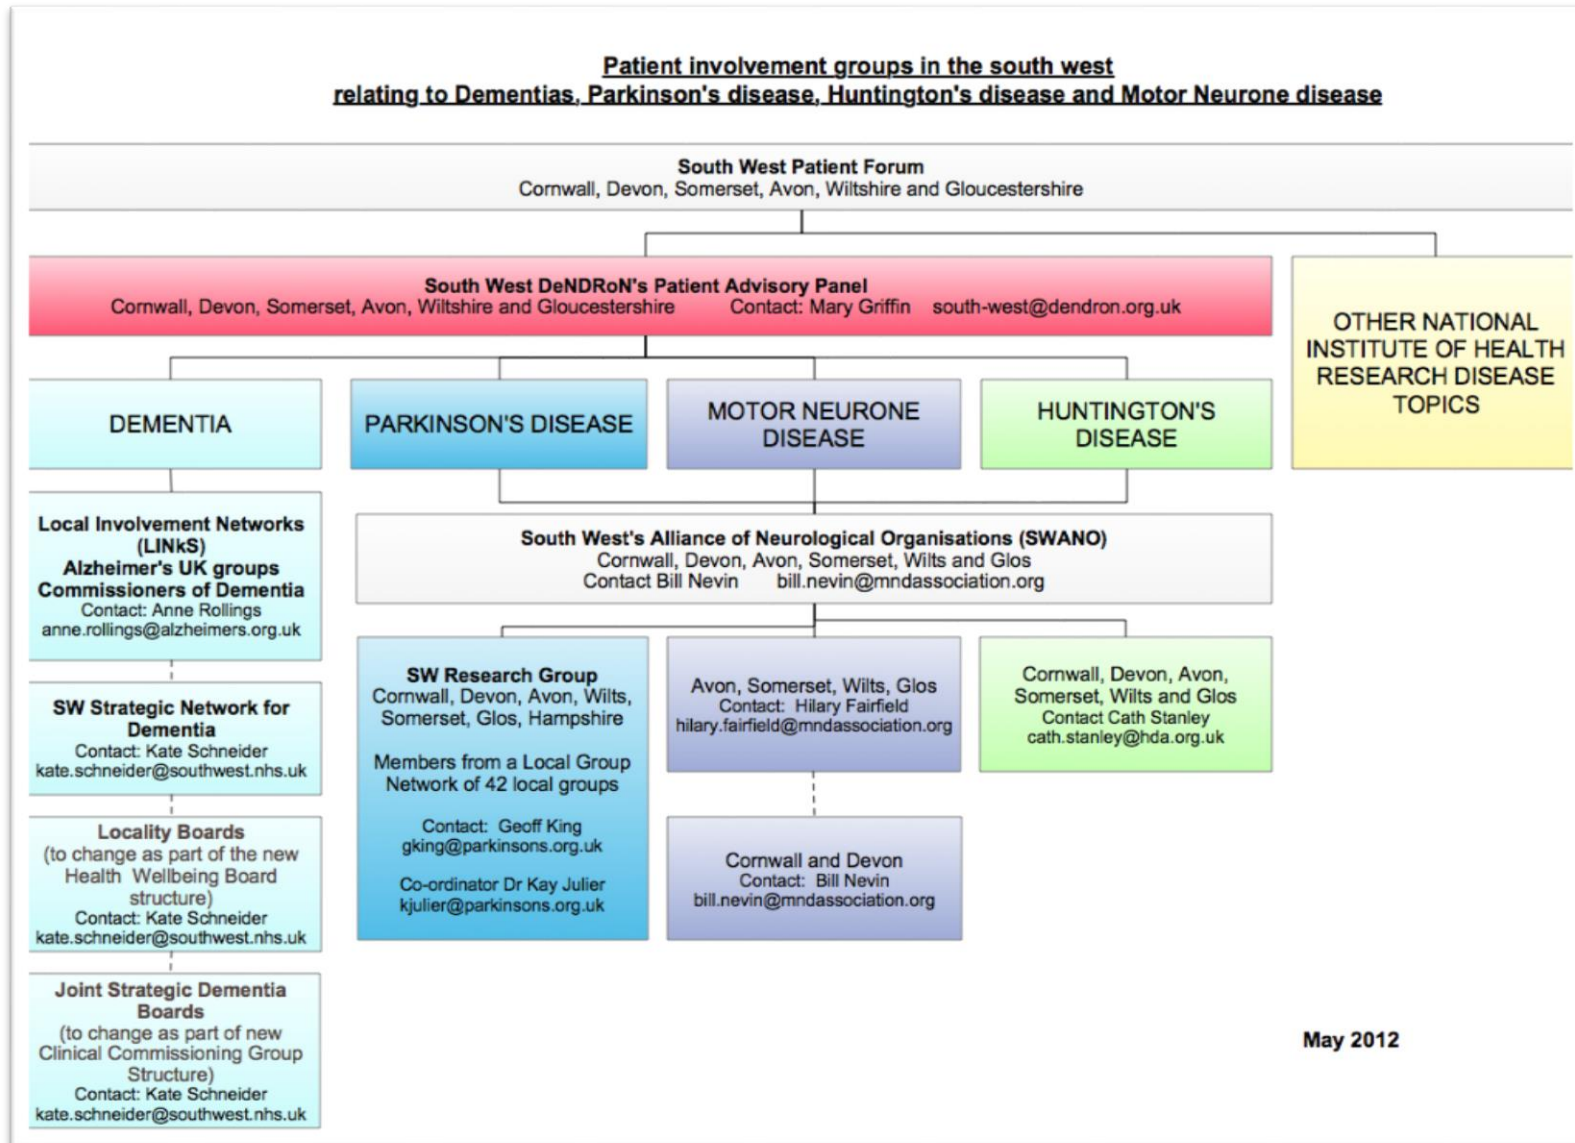 Patient involvement groups in the south west
relating to Dementias, Parkinson's disease, Huntington's disease and Motor Neurone disease
South West Patient Forum
Cornwall, Devon, Somerset, Avon, Wiltshire and Gloucestershire
South West DeNDRoN's Patient Advisory Panel
Cornwall, Devon, Somerset, Avon, Wiltshire and Gloucestershire Contact: Mary Griffin south-west@dendron.org.uk
OTHER NATIONAL
INSTITUTE OF HEALTH
RESEARCH DISEASE
TOPICS
DEMENTIA
PARKINSON'S DISEASE
MOTOR NEURONE
DISEASE
HUNTINGTON'S
DISEASE
Local Involvement Networks
(LINkS)
Alzheimer's UK groups
Commissioners of Dementia
Contact: Anne Rollings
anne.rollings@alzheimers.org.uk
SW Strategic Network for
Dementia
Contact: Kate Schneider
kate.schneider@southwest.nhs.uk
Locality Boards
(to change as part of the new
Health Wellbeing Board
structure)
Contact: Kate Schneider
kate.schneider@southwest.nhs.uk
Joint Strategic Dementia
Boards
(to change as part of new
Clinical Commissioning Group
Structure)
Contact: Kate Schneider
kate.schneider@southwest.nhs.uk
South West's Alliance of Neurological Organisations (SWANO)
Cornwall, Devon, Avon, Somerset, Wilts and Glos
Contact Bill Nevin bill.nevin@mndassociation.org
SW Research Group
Cornwall, Devon, Avon, Wilts,
Somerset, Glos, Hampshire
Members from a Local Group
Network of 42 local groups
Contact: Geoff King
gking@parkinsons.org.uk
Co-ordinator Dr Kay Julier
kjulier@parkinsons.org.uk
Avon, Somerset, Wilts, Glos
Contact: Hilary Fairfield
hilary.fairfield@mndassociation.org
Cornwall and Devon
Contact: Bill Nevin
bill.nevin@mndassociation.org
Cornwall, Devon, Avon,
Somerset, Wilts and Glos
Contact Cath Stanley
cath.stanley@hda.org.uk
May 2012